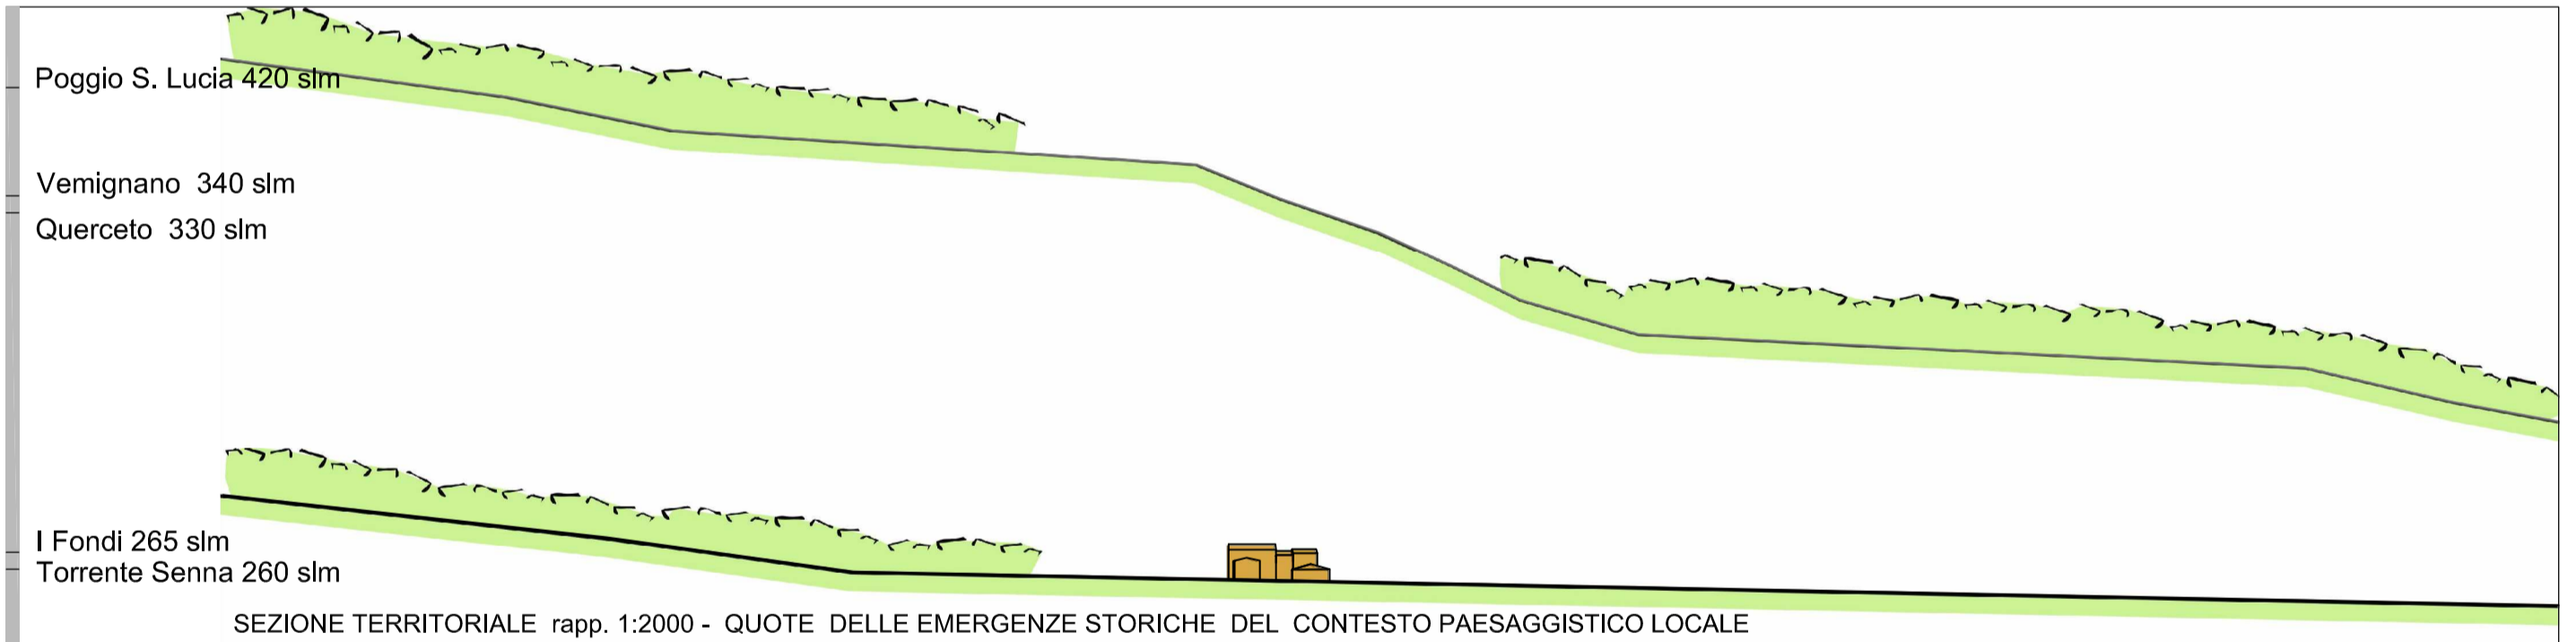 Poggio S. Lucia 420 slm
Vemignano 340 slm
Querceto 330 slm
I Fondi 265 slm
Torrente Senna 260 slm
SEZIONE TERRITORIALE rapp. 1:2000 - QUOTE DELLE EMERGENZE STORICHE DEL CONTESTO PAESAGGISTICO LOCALE